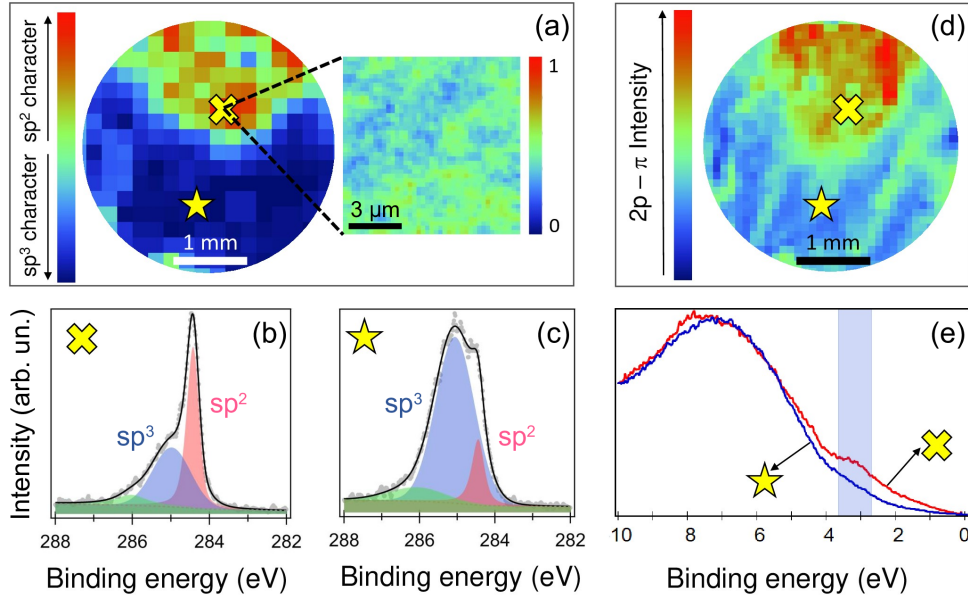 (a)
sp² character
sp³ character
1 mm
3 µm
1
0
(d)
2p – π Intensity
1 mm
(b)
Intensity (arb. un.)
sp³
sp²
288 286 284 282
Binding energy (eV)
(c)
sp³
sp²
288 286 284 282
Binding energy (eV)
(e)
10 8 6 4 2 0
Binding energy (eV)